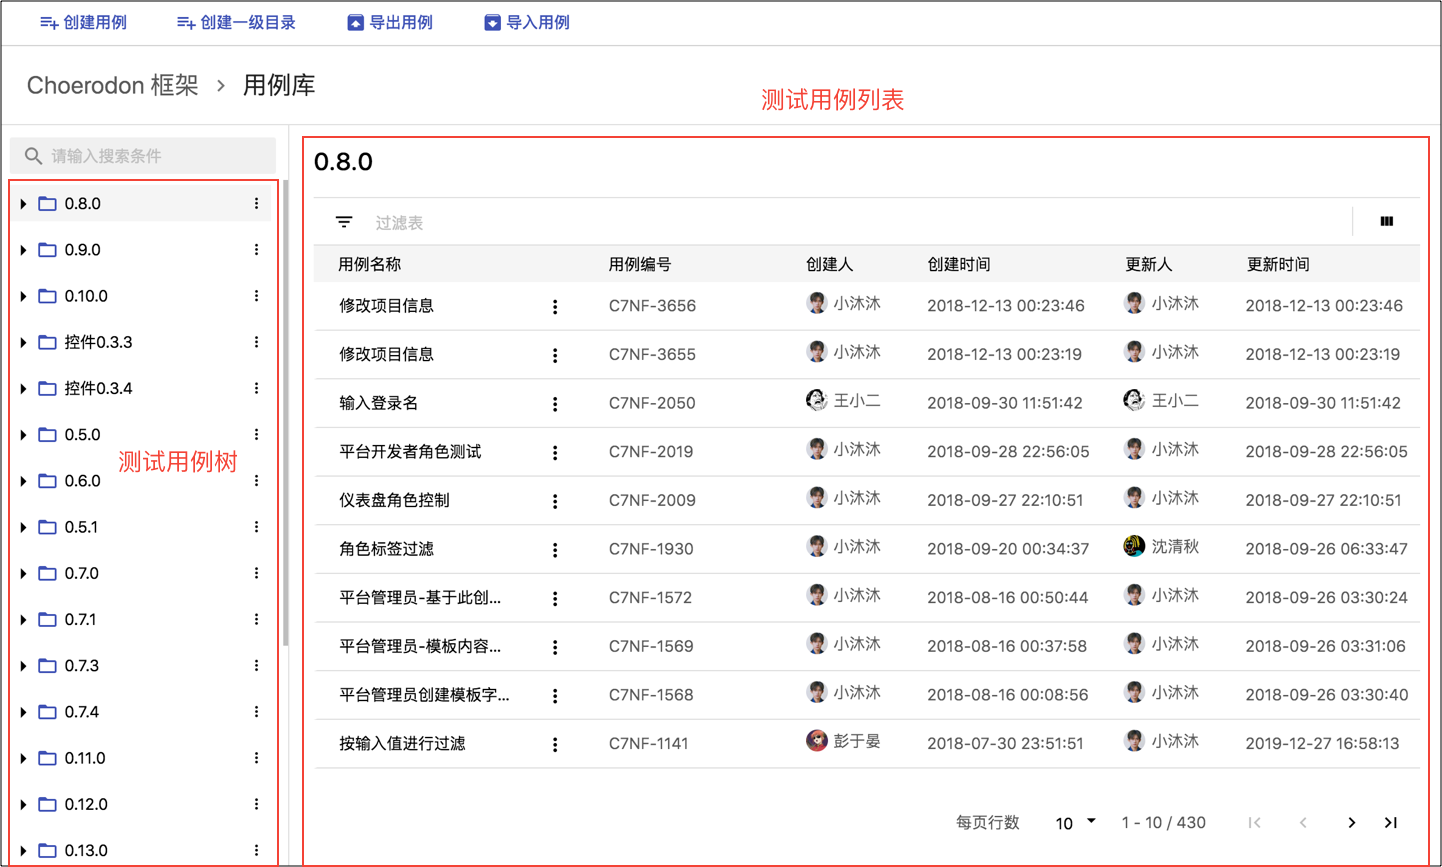 创建用例 创建一级目录 导出用例 导入用例
Choerodon 框架 › 用例库
测试用例列表
请输入搜索条件
0.8.0
0.9.0
0.10.0
控件0.3.3
控件0.3.4
0.5.0
测试用例树
0.6.0
0.5.1
0.7.0
0.7.1
0.7.3
0.7.4
0.11.0
0.12.0
0.13.0
0.8.0
过滤表
用例名称 用例编号 创建人 创建时间 更新人 更新时间
修改项目信息 C7NF-3656 小沐沐 2018-12-13 00:23:46 小沐沐 2018-12-13 00:23:46
修改项目信息 C7NF-3655 小沐沐 2018-12-13 00:23:19 小沐沐 2018-12-13 00:23:19
输入登录名 C7NF-2050 王小二 2018-09-30 11:51:42 王小二 2018-09-30 11:51:42
平台开发者角色测试 C7NF-2019 小沐沐 2018-09-28 22:56:05 小沐沐 2018-09-28 22:56:05
仪表盘角色控制 C7NF-2009 小沐沐 2018-09-27 22:10:51 小沐沐 2018-09-27 22:10:51
角色标签过滤 C7NF-1930 小沐沐 2018-09-20 00:34:37 沈清秋 2018-09-26 06:33:47
平台管理员-基于此创... C7NF-1572 小沐沐 2018-08-16 00:50:44 小沐沐 2018-09-26 03:30:24
平台管理员-模板内容... C7NF-1569 小沐沐 2018-08-16 00:37:58 小沐沐 2018-09-26 03:31:06
平台管理员创建模板字... C7NF-1568 小沐沐 2018-08-16 00:08:56 小沐沐 2018-09-26 03:30:40
按输入值进行过滤 C7NF-1141 彭于晏 2018-07-30 23:51:51 小沐沐 2019-12-27 16:58:13
每页行数 10 1 - 10 / 430